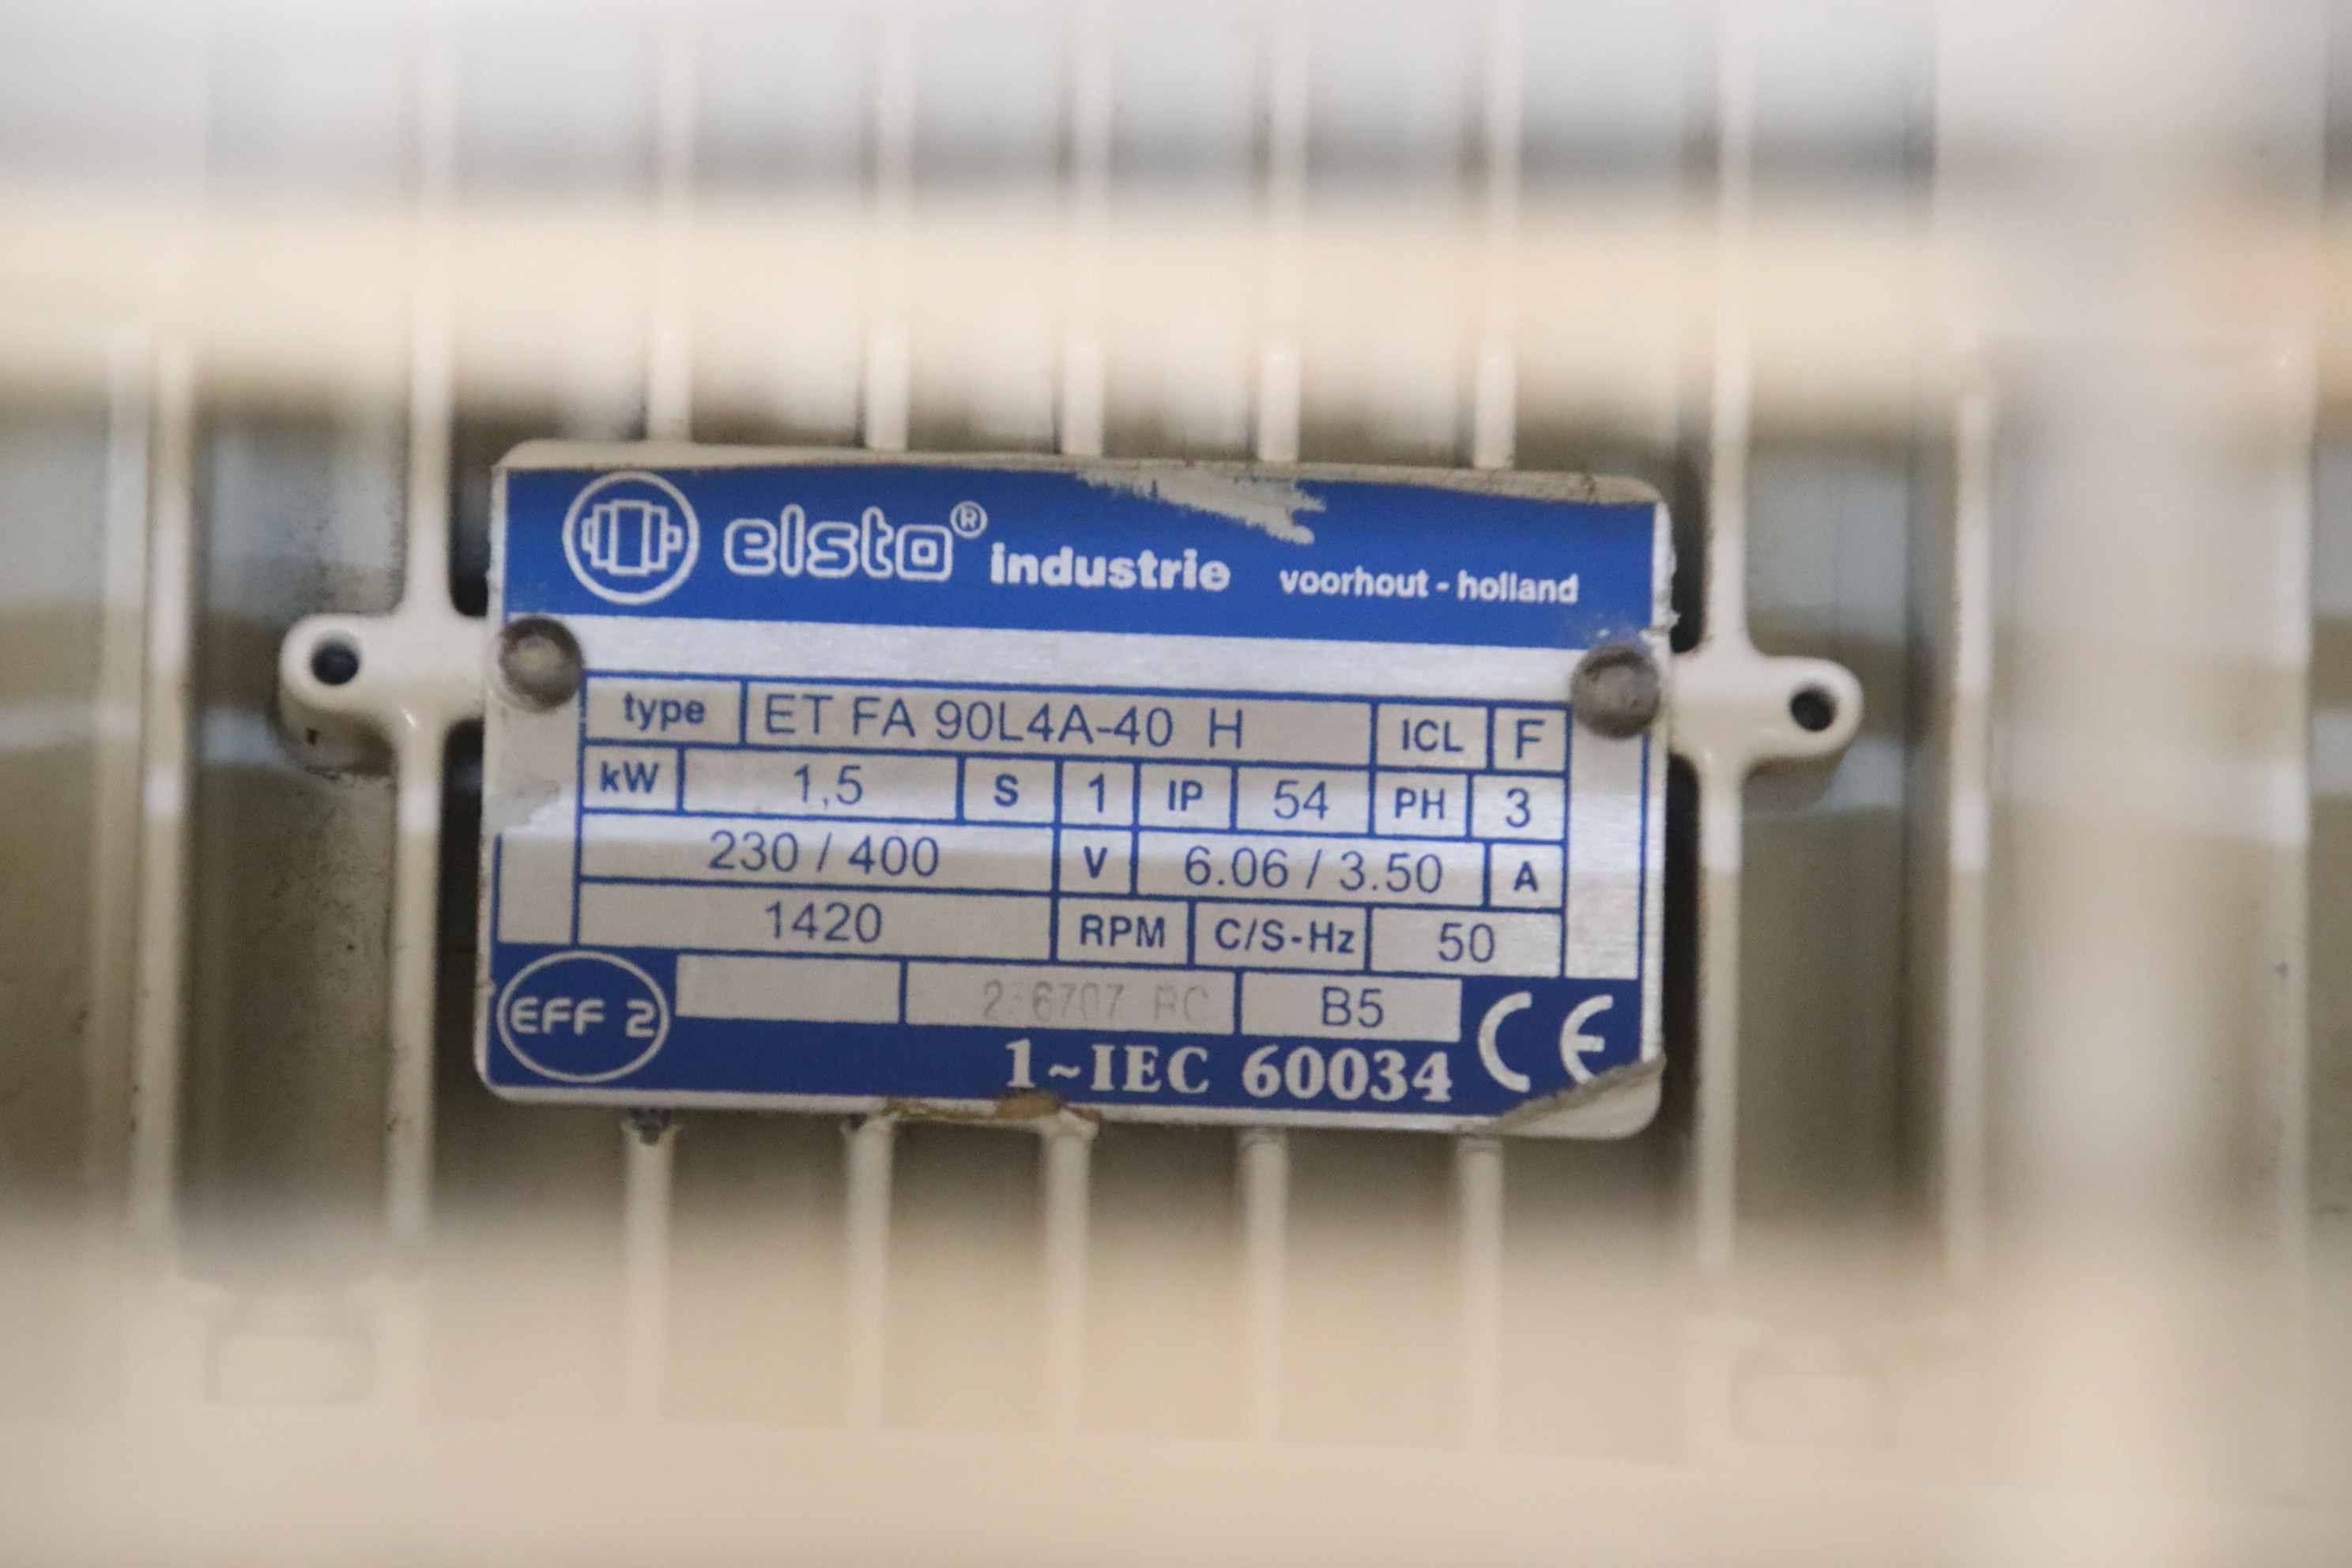 elsto® industrie voorhout - holland
type ET FA 90L4A-40 H ICL F
kW 1,5 S 1 IP 54 PH 3
230 / 400 V 6.06 / 3.50 A
1420 RPM C/S-Hz 50
EFF 2 B5
1~IEC 60034 CE